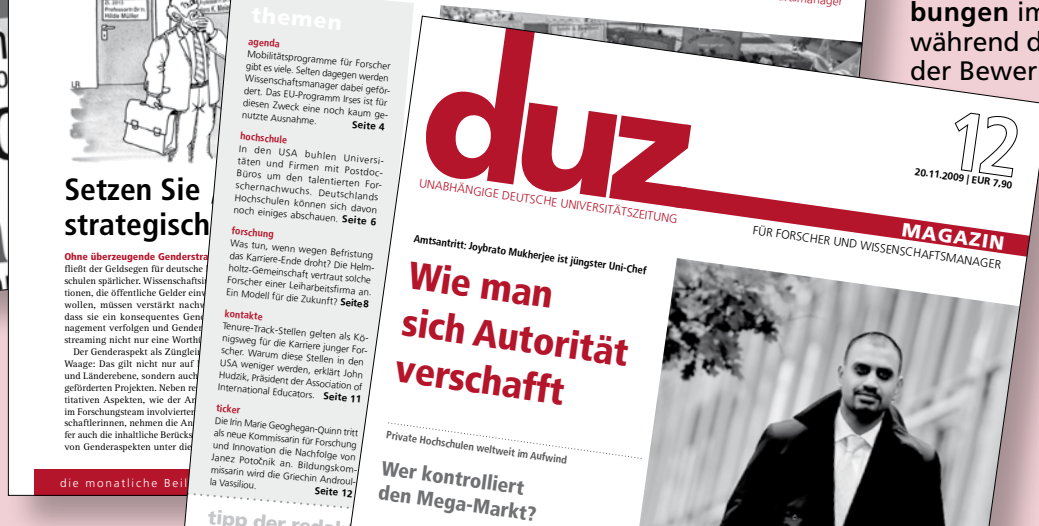 ZI. 2013
Professorin Dr.in
Hilde Müller
LR
Setzen Sie
strategisch
Ohne überzeugende Genderstra
fließt der Geldsegen für deutsche
schulen spärlicher. Wissenschaftsin
tionen, die öffentliche Gelder einw
wollen, müssen verstärkt nachw
dass sie ein konsequentes Gend
nagement verfolgen und Gender
streaming nicht nur eine Worthü
Der Genderaspekt als Zünglein
Waage: Das gilt nicht nur auf
und Länderebene, sondern auch
geförderten Projekten. Neben
titativen Aspekten, wie der An
im Forschungsteam involvierten
schaftlerinnen, nehmen die An
fer auch die inhaltliche Berücks
von Genderaspekten unter die
die monatliche Beil
themen
agenda
Mobilitätsprogramme für Forscher
gibt es viele. Selten dagegen werden
Wissenschaftsmanager dabei geför-
dert. Das EU-Programm Irses ist für
diesen Zweck eine noch kaum ge-
nutzte Ausnahme. Seite 4
hochschule
In den USA buhlen Universi-
täten und Firmen mit Postdoc-
Büros um den talentierten For-
schernachwuchs. Deutschlands
Hochschulen können sich davon
noch einiges abschauen. Seite 6
forschung
Was tun, wenn wegen Befristung
das Karriere-Ende droht? Die Helm-
holtz-Gemeinschaft vertraut solche
Forscher einer Leiharbeitsfirma an.
Ein Modell für die Zukunft? Seite8
kontakte
Tenure-Track-Stellen gelten als Kö-
nigsweg für die Karriere junger For-
scher. Warum diese Stellen in den
USA weniger werden, erklärt John
Hudzik, Präsident der Association of
International Educators. Seite 11
ticker
Die Irin Marie Geoghegan-Quinn tritt
als neue Kommissarin für Forschung
und Innovation die Nachfolge von
Janez Potočnik an. Bildungskom-
missarin wird die Griechin Androul-
la Vassiliou. Seite 12
tipp der redak
duz
UNABHÄNGIGE DEUTSCHE UNIVERSITÄTSZEITUNG
12
20.11.2009 | EUR 7,90
MAGAZIN
FÜR FORSCHER UND WISSENSCHAFTSMANAGER
Amtsantritt: Joybrato Mukherjee ist jüngster Uni-Chef
Wie man
sich Autorität
verschafft
Private Hochschulen weltweit im Aufwind
Wer kontrolliert
den Mega-Markt?
bungen im
während d
der Bewer